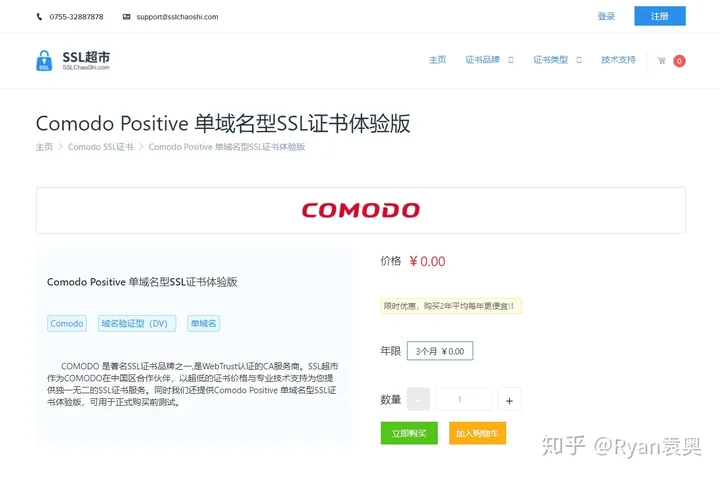 0755-32887878
support@sslchaoshi.com
登录
注册
SSL
SSL超市
SSLChaoShi.com
主页
证书品牌
证书类型
技术支持
0
Comodo Positive 单域名型SSL证书体验版
主页 > Comodo SSL证书 > Comodo Positive 单域名型SSL证书体验版
COMODO
Comodo Positive 单域名型SSL证书体验版
Comodo
域名验证型（DV）
单域名
COMODO 是著名SSL证书品牌之一,是WebTrust认证的CA服务商。SSL超市
作为COMODO在中国区合作伙伴，以超低的证书价格与专业技术支持为您提
供独一无二的SSL证书服务。同时我们还提供Comodo Positive 单域名型SSL证
书体验版，可用于正式购买前测试。
价格 ￥0.00
限时优惠，购买2年平均每年更便宜!!
年限 3个月 ￥0.00
数量 - 1 +
立即购买
加入购物车
知乎 @Ryan袁奥